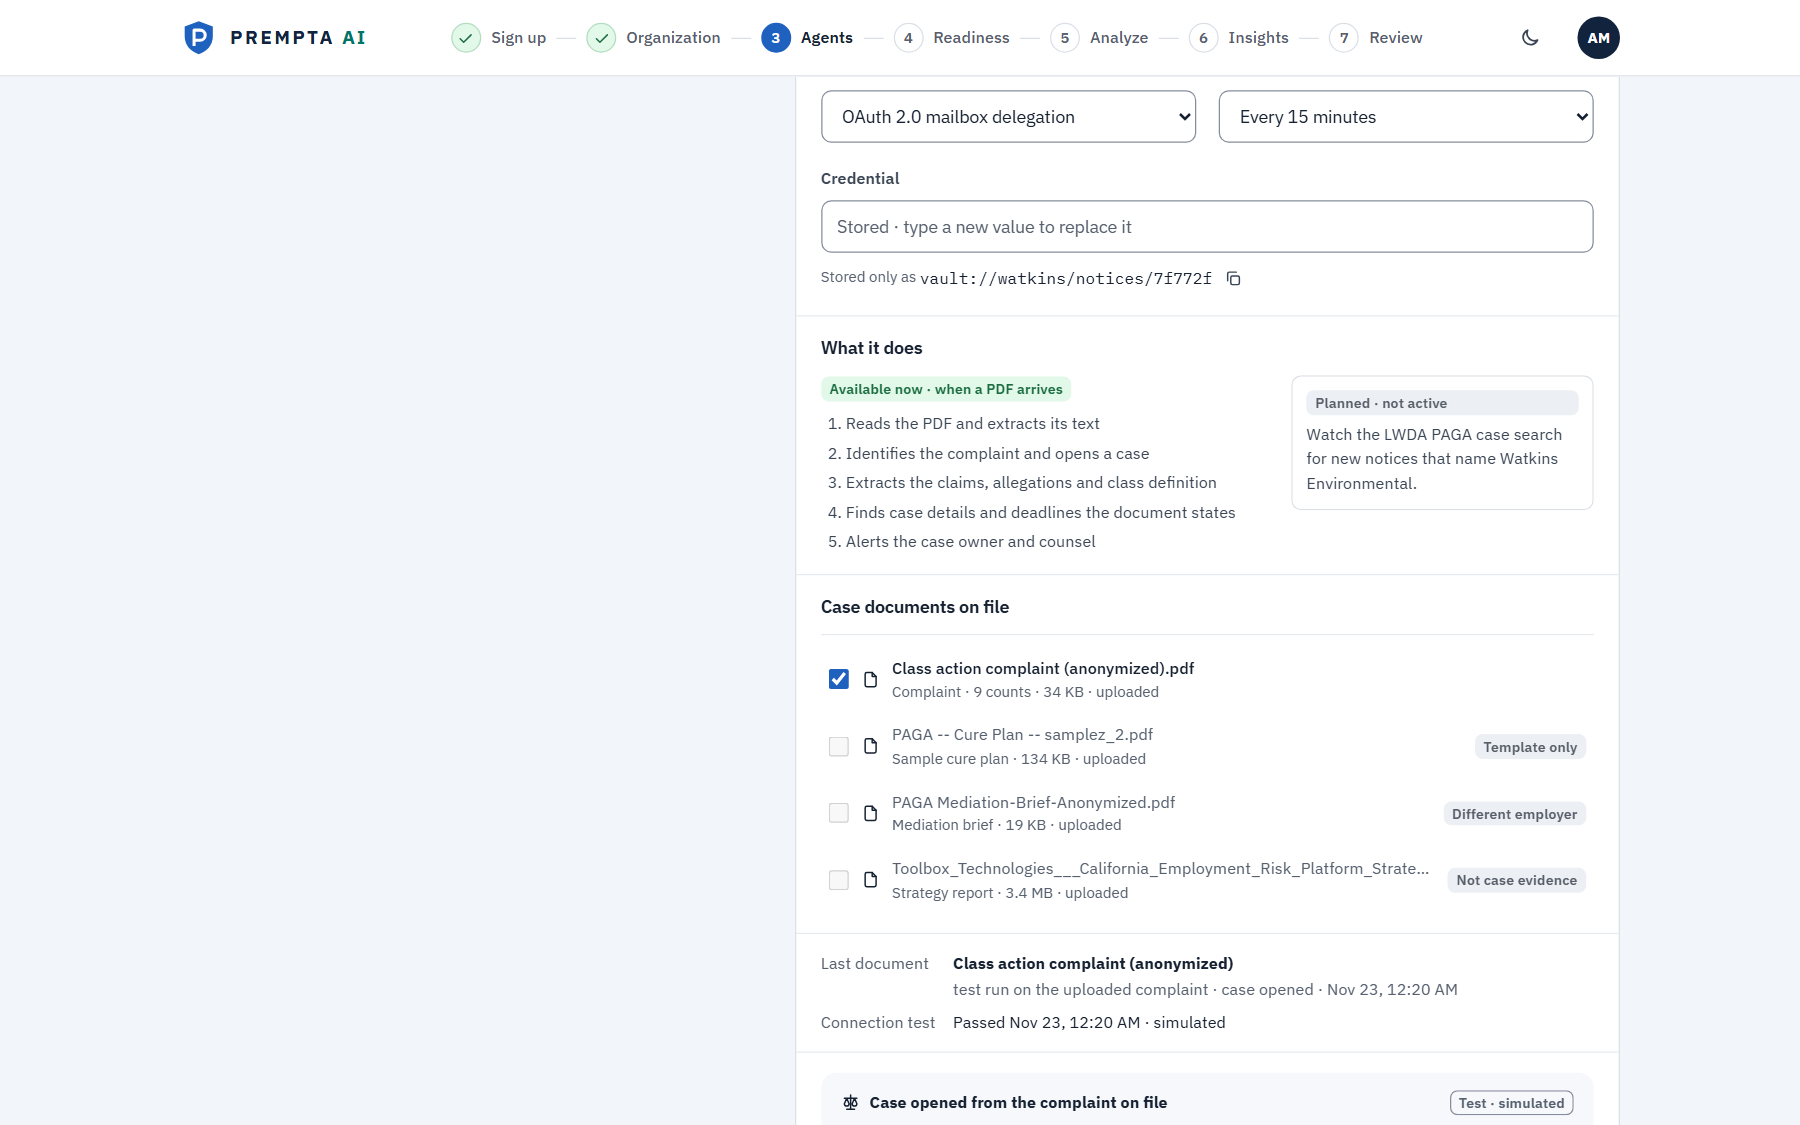 PREMPTA AI
Sign up
Organization
3 Agents
4 Readiness
5 Analyze
6 Insights
7 Review
AM
OAuth 2.0 mailbox delegation
Every 15 minutes
Credential
Stored · type a new value to replace it
Stored only as vault://watkins/notices/7f772f
What it does
Available now · when a PDF arrives
1. Reads the PDF and extracts its text
2. Identifies the complaint and opens a case
3. Extracts the claims, allegations and class definition
4. Finds case details and deadlines the document states
5. Alerts the case owner and counsel
Planned · not active
Watch the LWDA PAGA case search
for new notices that name Watkins
Environmental.
Case documents on file
Class action complaint (anonymized).pdf
Complaint · 9 counts · 34 KB · uploaded
PAGA -- Cure Plan -- samplez_2.pdf
Sample cure plan · 134 KB · uploaded
Template only
PAGA Mediation-Brief-Anonymized.pdf
Mediation brief · 19 KB · uploaded
Different employer
Toolbox_Technologies___California_Employment_Risk_Platform_Strate...
Strategy report · 3.4 MB · uploaded
Not case evidence
Last document
Class action complaint (anonymized)
test run on the uploaded complaint · case opened · Nov 23, 12:20 AM
Connection test
Passed Nov 23, 12:20 AM · simulated
Case opened from the complaint on file
Test · simulated